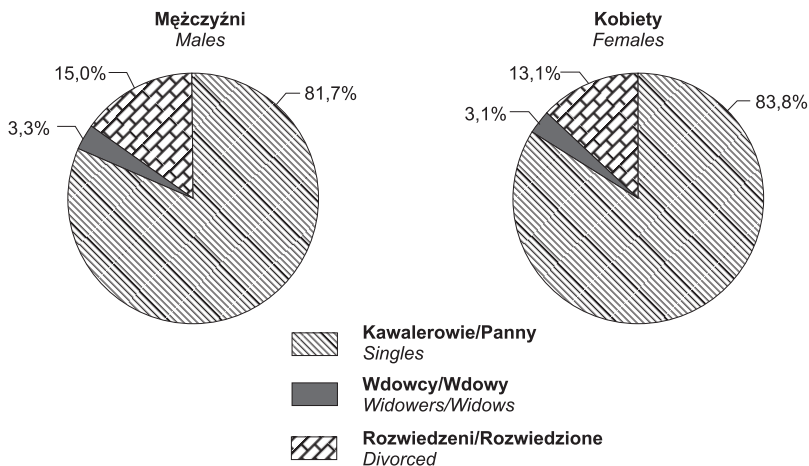 Mężczyźni
Males
15,0%
81,7%
3,3%
Kobiety
Females
13,1%
83,8%
3,1%
Kawalerowie/Panny
Singles
Wdowcy/Wdowy
Widowers/Widows
Rozwiedzeni/Rozwiedzione
Divorced